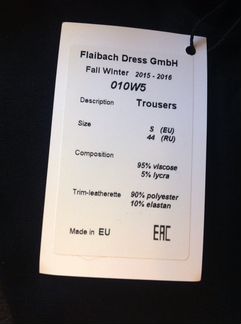 Flaibach Dress GmbH
Fall Winter 2015 - 2016
010W5
Description Trousers
Size S (EU)
44 (RU)
Composition
95% viscose
5% lycra
Trim-leatherette 90% polyester
10% elastan
Made in EU EAC